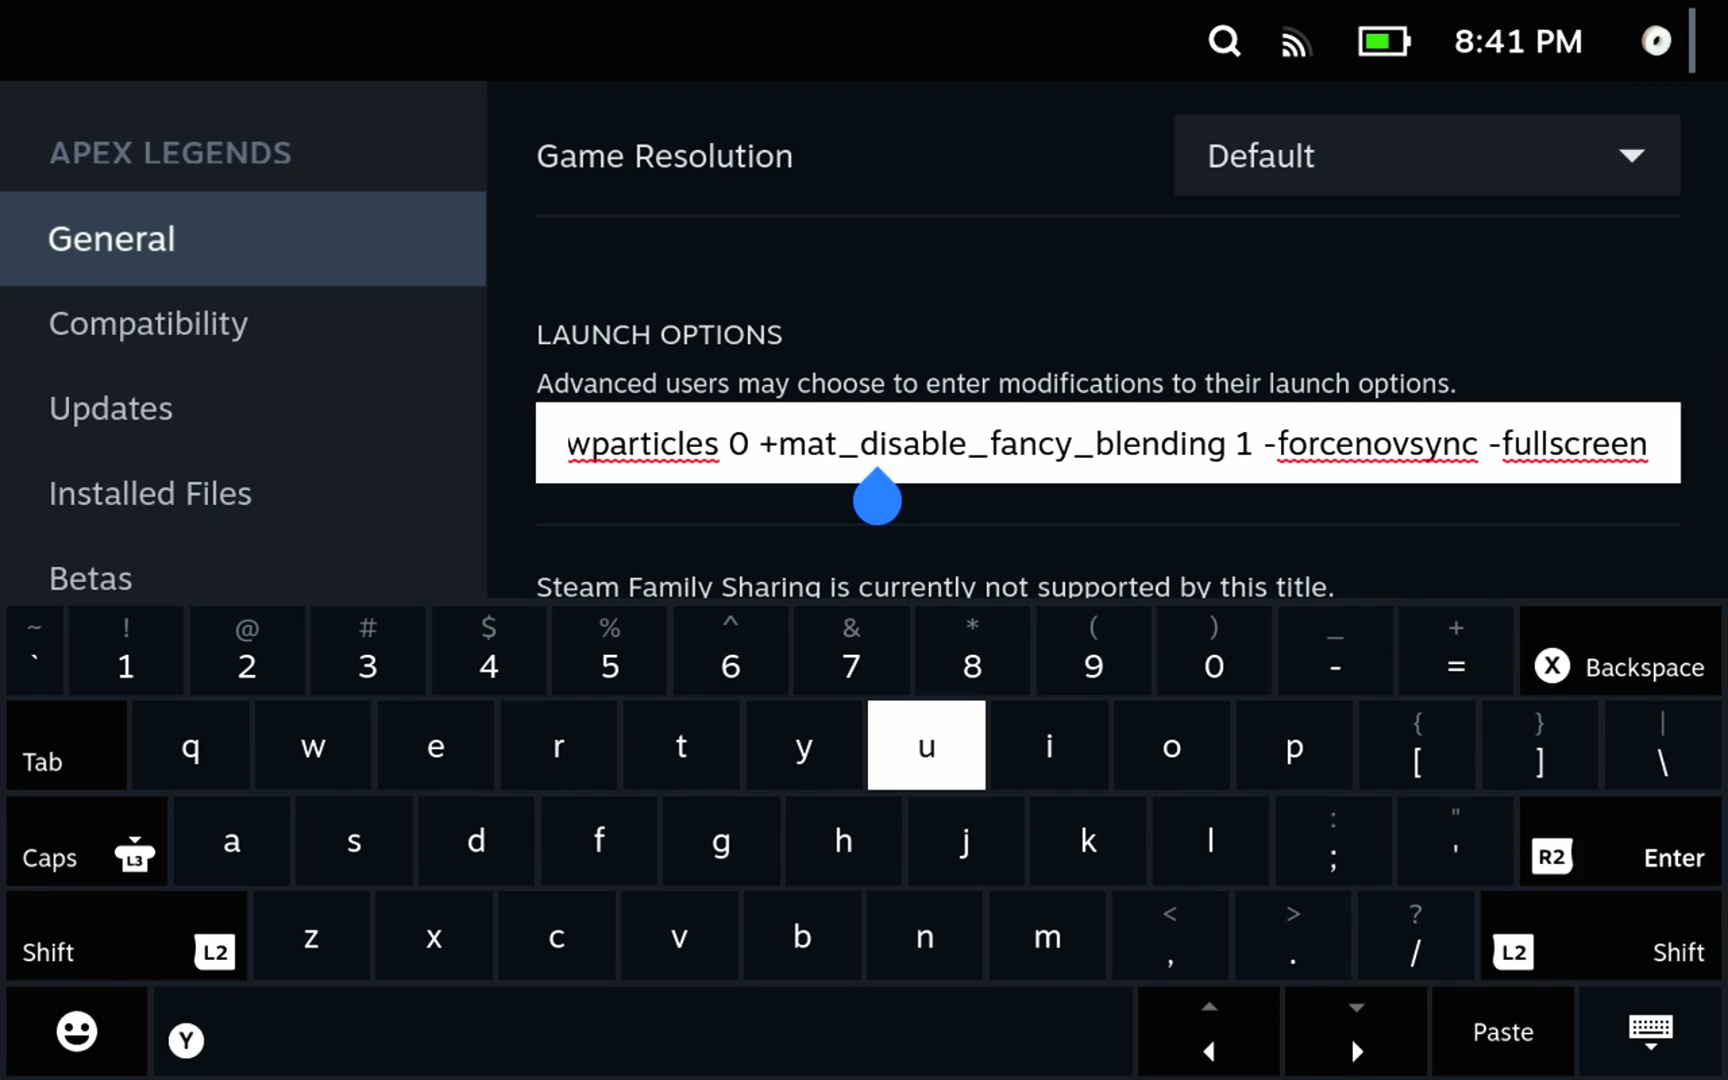 8:41 PM
APEX LEGENDS
General
Compatibility
Updates
Installed Files
Betas
Game Resolution
Default
LAUNCH OPTIONS
Advanced users may choose to enter modifications to their launch options.
wparticles 0 +mat_disable_fancy_blending 1 -forcenovsync -fullscreen
Steam Family Sharing is currently not supported by this title.
~ ! @ # $ % ^ & * ( ) _ +
` 1 2 3 4 5 6 7 8 9 0 - = X Backspace
{ } |
Tab q w e r t y u i o p [ ] \
: "
Caps L3 a s d f g h j k l ; ' R2 Enter
< > ?
Shift L2 z x c v b n m , . / L2 Shift
Y Paste